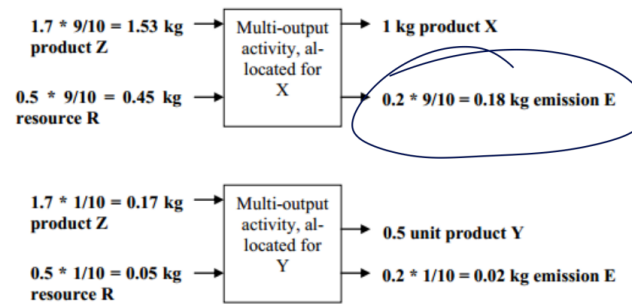 1.7 * 9/10 = 1.53 kg
product Z
0.5 * 9/10 = 0.45 kg
resource R
Multi-output
activity, al-
located for
X
1 kg product X
0.2 * 9/10 = 0.18 kg emission E
1.7 * 1/10 = 0.17 kg
product Z
0.5 * 1/10 = 0.05 kg
resource R
Multi-output
activity, al-
located for
Y
0.5 unit product Y
0.2 * 1/10 = 0.02 kg emission E